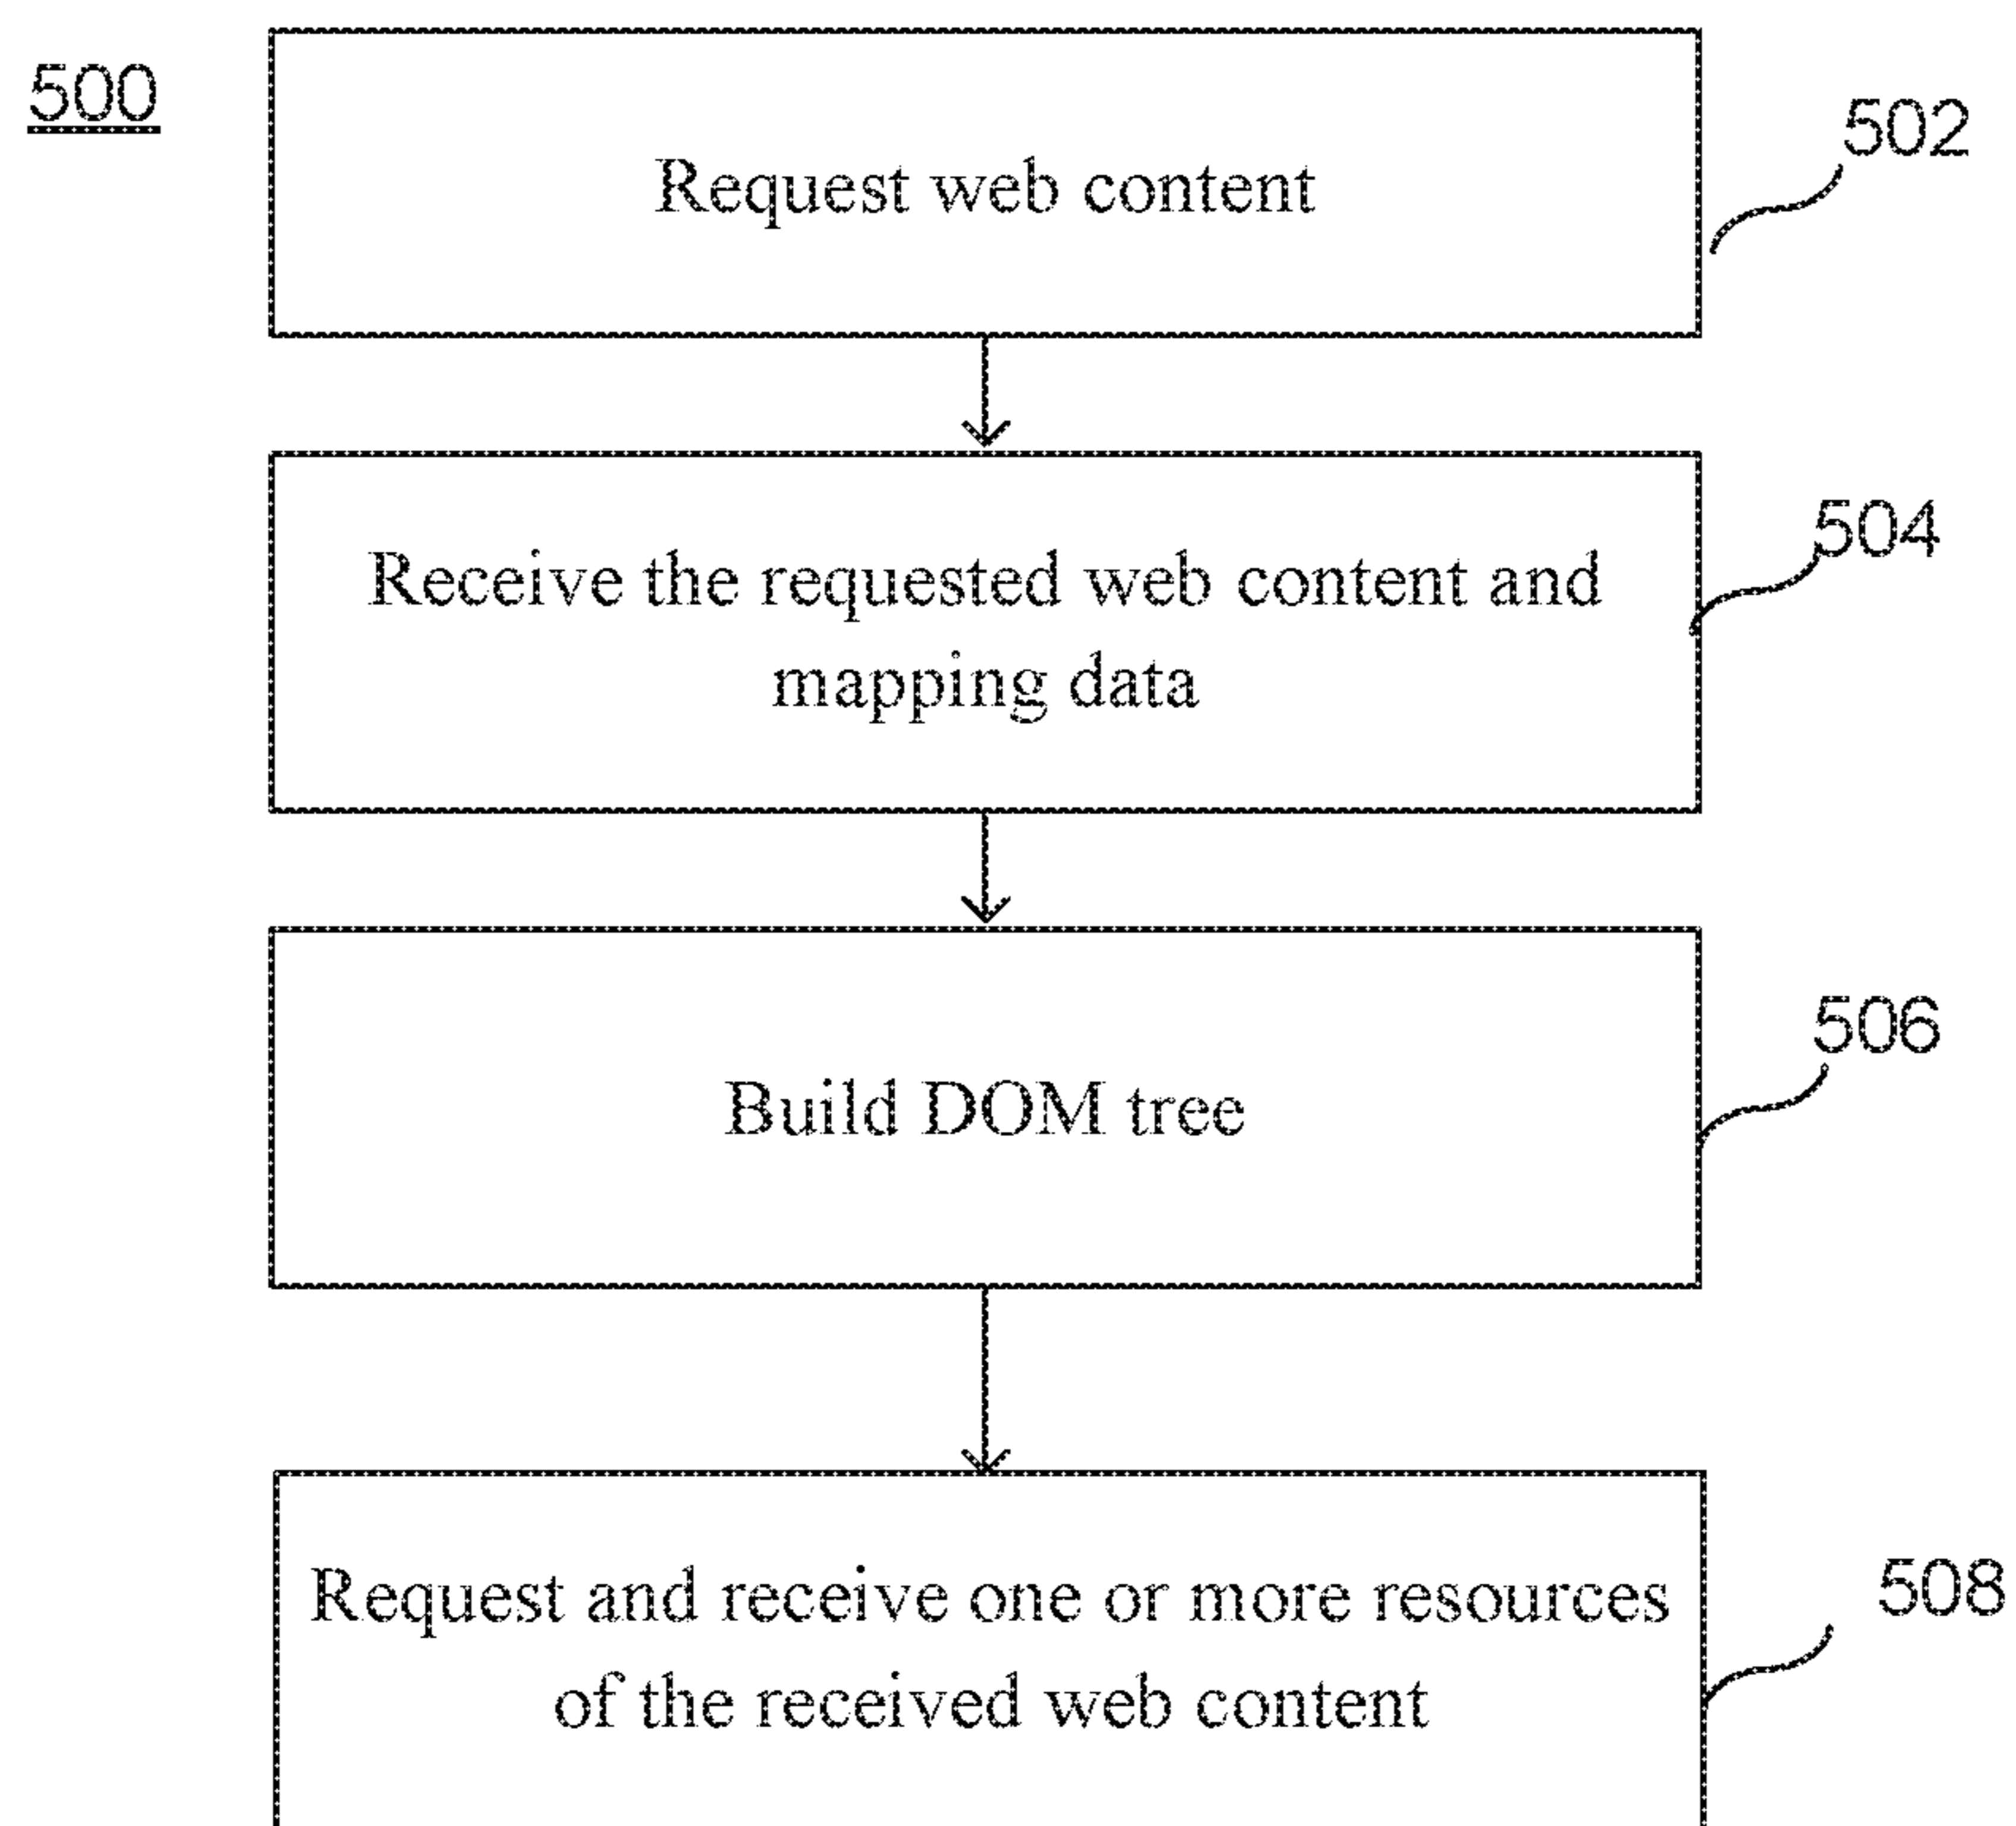 500
Request web content
502
Receive the requested web content and
mapping data
504
Build DOM tree
506
Request and receive one or more resources
of the received web content
508